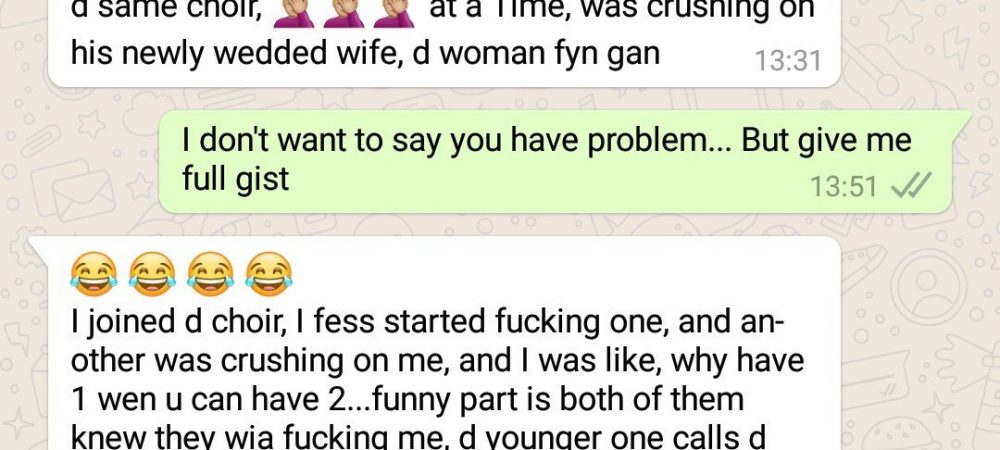 d same choir, 🤦🏼‍♀️🤦🏼‍♀️🤦🏼‍♀️ at a Time, was crushing on
his newly wedded wife, d woman fyn gan
13:31
I don't want to say you have problem... But give me
full gist
13:51
😂😂😂😂
I joined d choir, I fess started fucking one, and an-
other was crushing on me, and I was like, why have
1 wen u can have 2...funny part is both of them
knew they wia fucking me, d younger one calls d